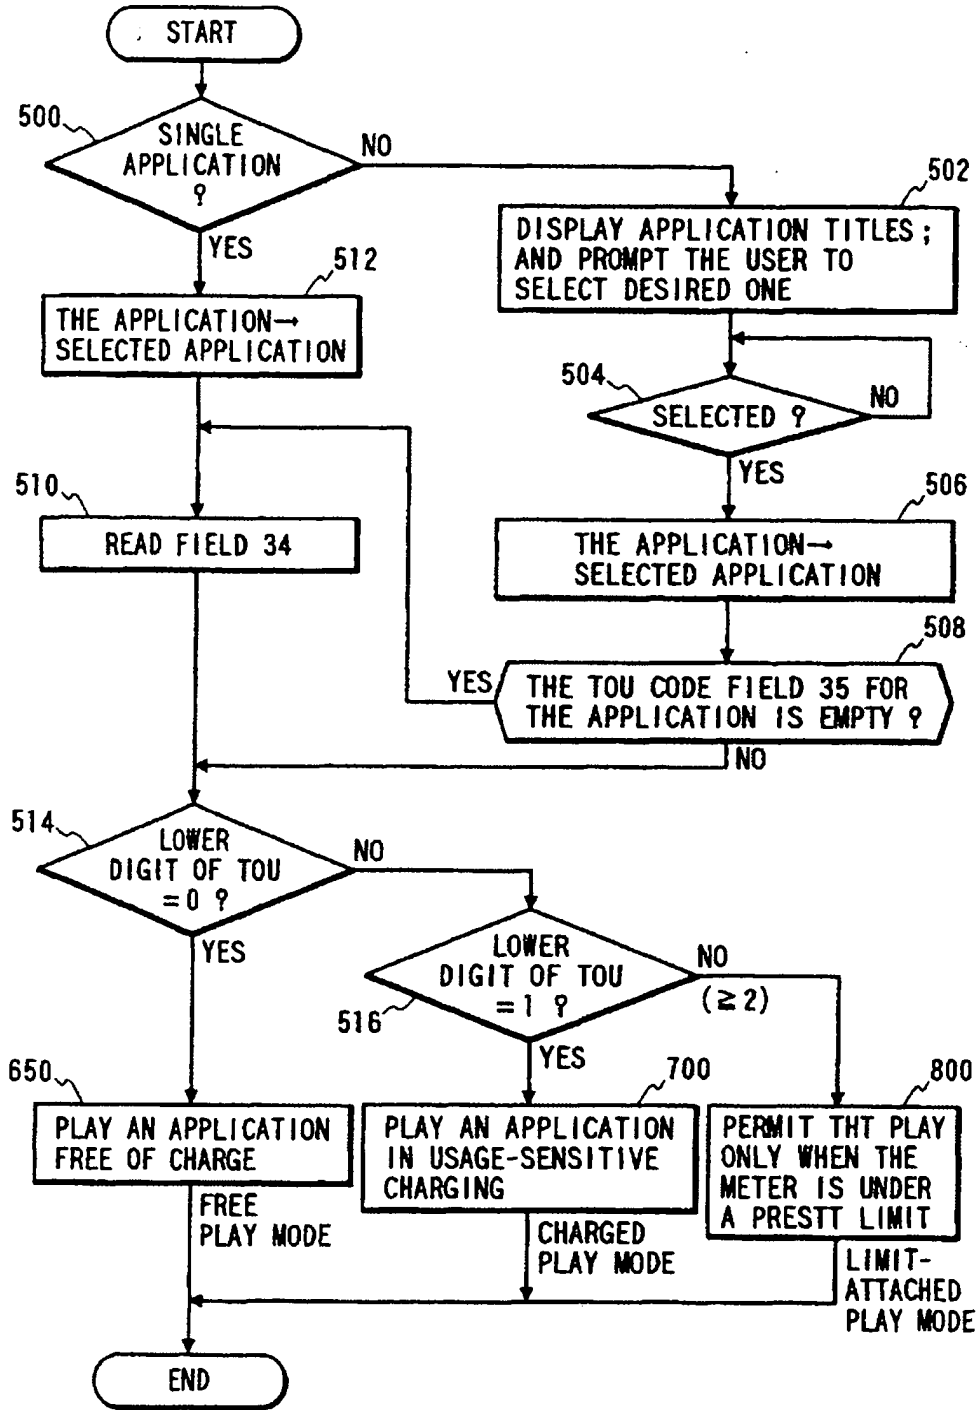 START
500
SINGLE
APPLICATION
?
NO
YES
502
DISPLAY APPLICATION TITLES;
AND PROMPT THE USER TO
SELECT DESIRED ONE
512
THE APPLICATION→
SELECTED APPLICATION
504
SELECTED ?
NO
YES
510
READ FIELD 34
506
THE APPLICATION→
SELECTED APPLICATION
508
THE TOU CODE FIELD 35 FOR
THE APPLICATION IS EMPTY ?
YES
NO
514
LOWER
DIGIT OF TOU
=0 ?
NO
YES
516
LOWER
DIGIT OF TOU
=1 ?
NO
(≥2)
YES
650
PLAY AN APPLICATION
FREE OF CHARGE
700
PLAY AN APPLICATION
IN USAGE-SENSITIVE
CHARGING
800
PERMIT THT PLAY
ONLY WHEN THE
METER IS UNDER
A PRESTT LIMIT
FREE
PLAY MODE
CHARGED
PLAY MODE
LIMIT-
ATTACHED
PLAY MODE
END